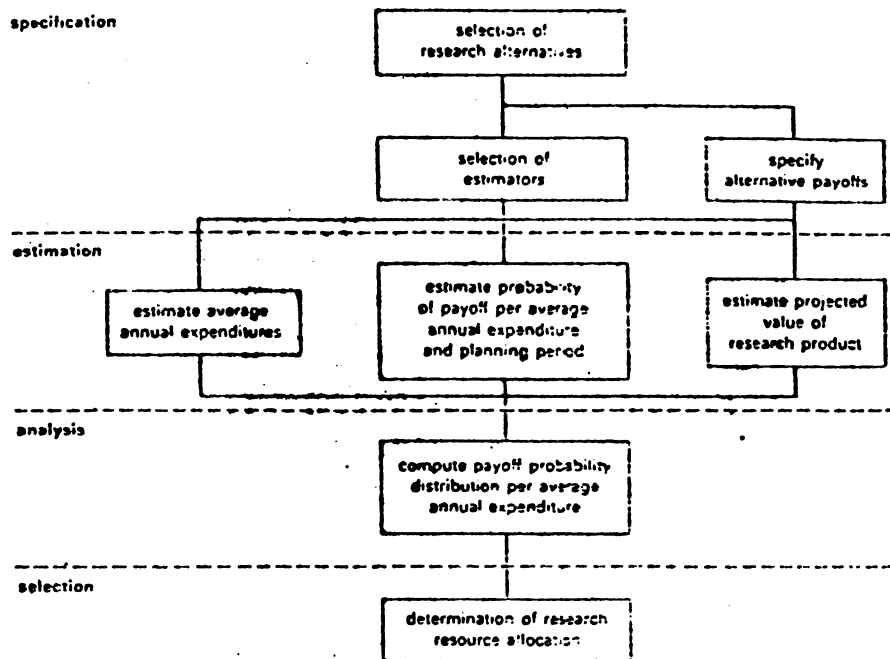 specification
selection of
research alternatives
selection of
estimators
specify
alternative payoffs
estimation
estimate average
annual expenditures
estimate probability
of payoff per average
annual expenditure
and planning period
estimate projected
value of
research product
analysis
compute payoff probability
distribution per average
annual expenditure
selection
determination of research
resource allocation